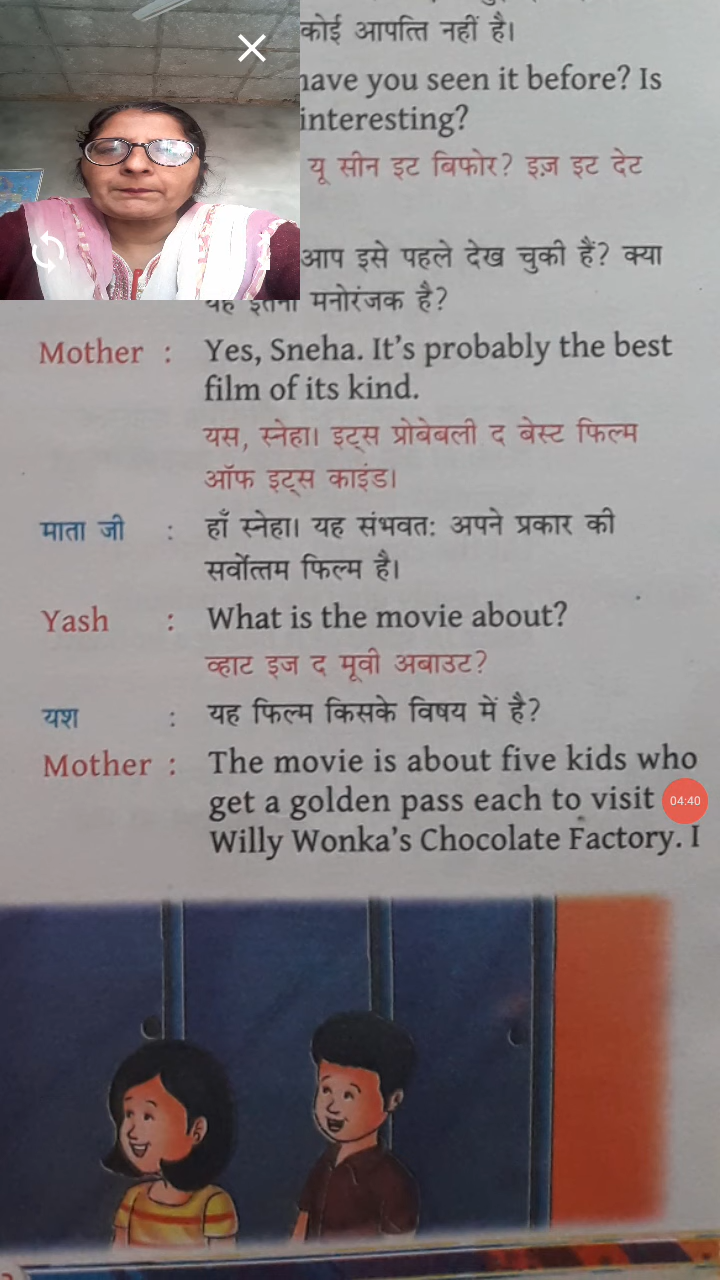 कोई आपत्ति नहीं है।
have you seen it before? Is
interesting?
यू सीन इट बिफोर? इज़ इट देट
आप इसे पहले देख चुकी हैं? क्या
यह इतना मनोरंजक है?
Mother : Yes, Sneha. It's probably the best
film of its kind.
यस, स्नेहा। इट्स प्रोबेबली द बेस्ट फिल्म
ऑफ इट्स काइंड।
माता जी : हाँ स्नेहा। यह संभवत: अपने प्रकार की
सर्वोत्तम फिल्म है।
Yash : What is the movie about?
व्हाट इज द मूवी अबाउट?
यश : यह फिल्म किसके विषय में है?
Mother : The movie is about five kids who
get a golden pass each to visit
04:40
Willy Wonka's Chocolate Factory. I